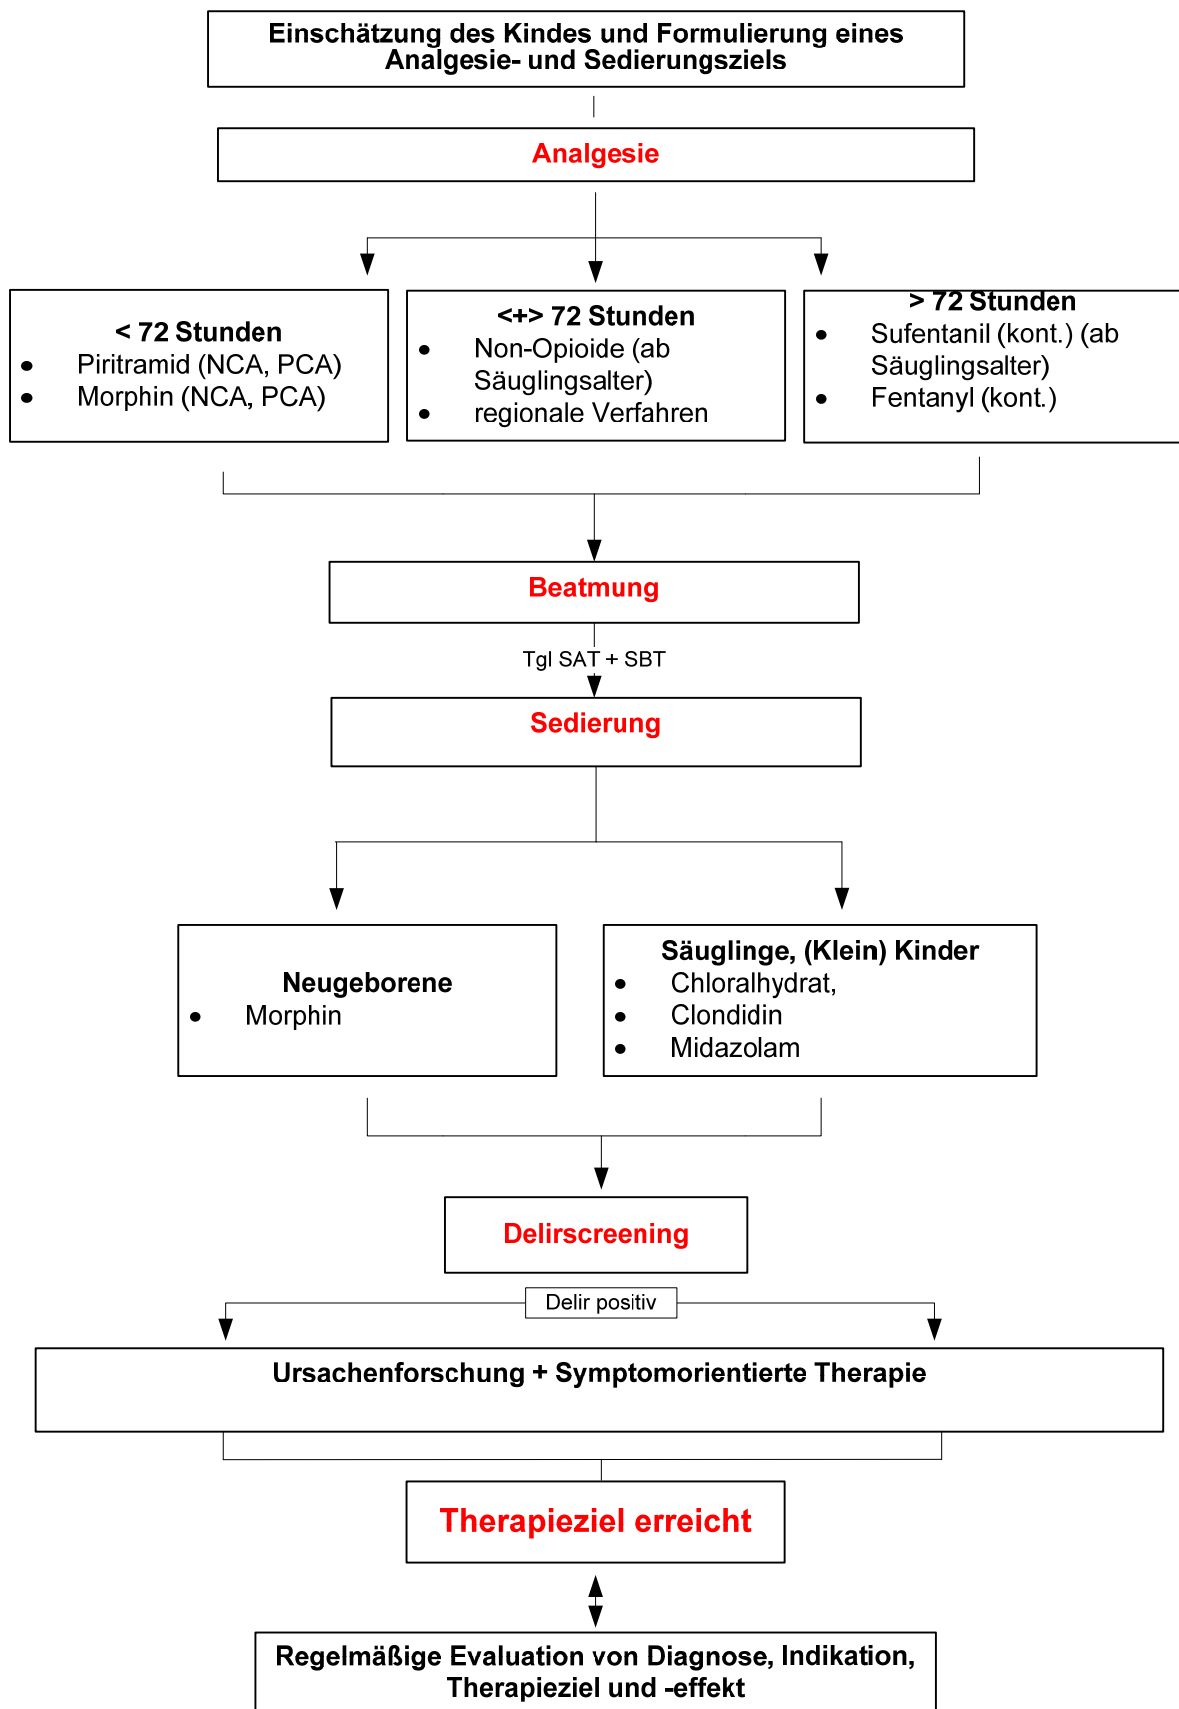 Einschätzung des Kindes und Formulierung eines
Analgesie- und Sedierungsziels
Analgesie
< 72 Stunden
• Piritramid (NCA, PCA)
• Morphin (NCA, PCA)
<+> 72 Stunden
• Non-Opioide (ab
Säuglingsalter)
• regionale Verfahren
> 72 Stunden
• Sufentanil (kont.) (ab
Säuglingsalter)
• Fentanyl (kont.)
Beatmung
Tgl SAT + SBT
Sedierung
Neugeborene
• Morphin
Säuglinge, (Klein) Kinder
• Chloralhydrat,
• Clondidin
• Midazolam
Delirscreening
Delir positiv
Ursachenforschung + Symptomorientierte Therapie
Therapieziel erreicht
Regelmäßige Evaluation von Diagnose, Indikation,
Therapieziel und -effekt